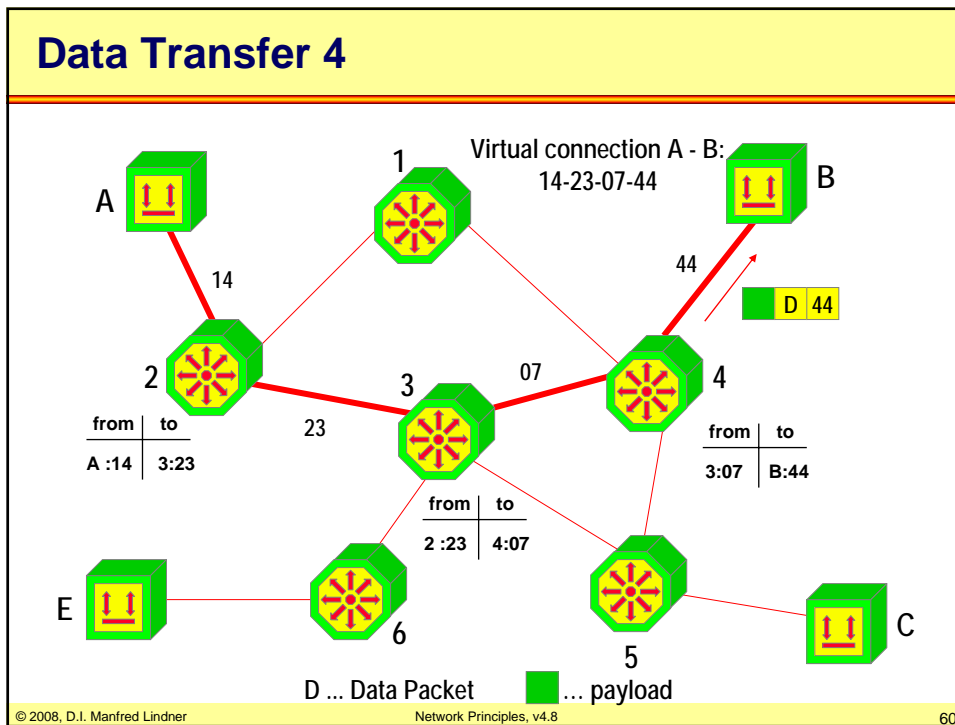 Data Transfer 4
Virtual connection A - B:
14-23-07-44
A
1
B
14
44
D 44
2
3
07
4
23
from to
A :14 3:23
from to
3:07 B:44
from to
2 :23 4:07
E
6
5
C
D ... Data Packet ... payload
© 2008, D.I. Manfred Lindner Network Principles, v4.8 60